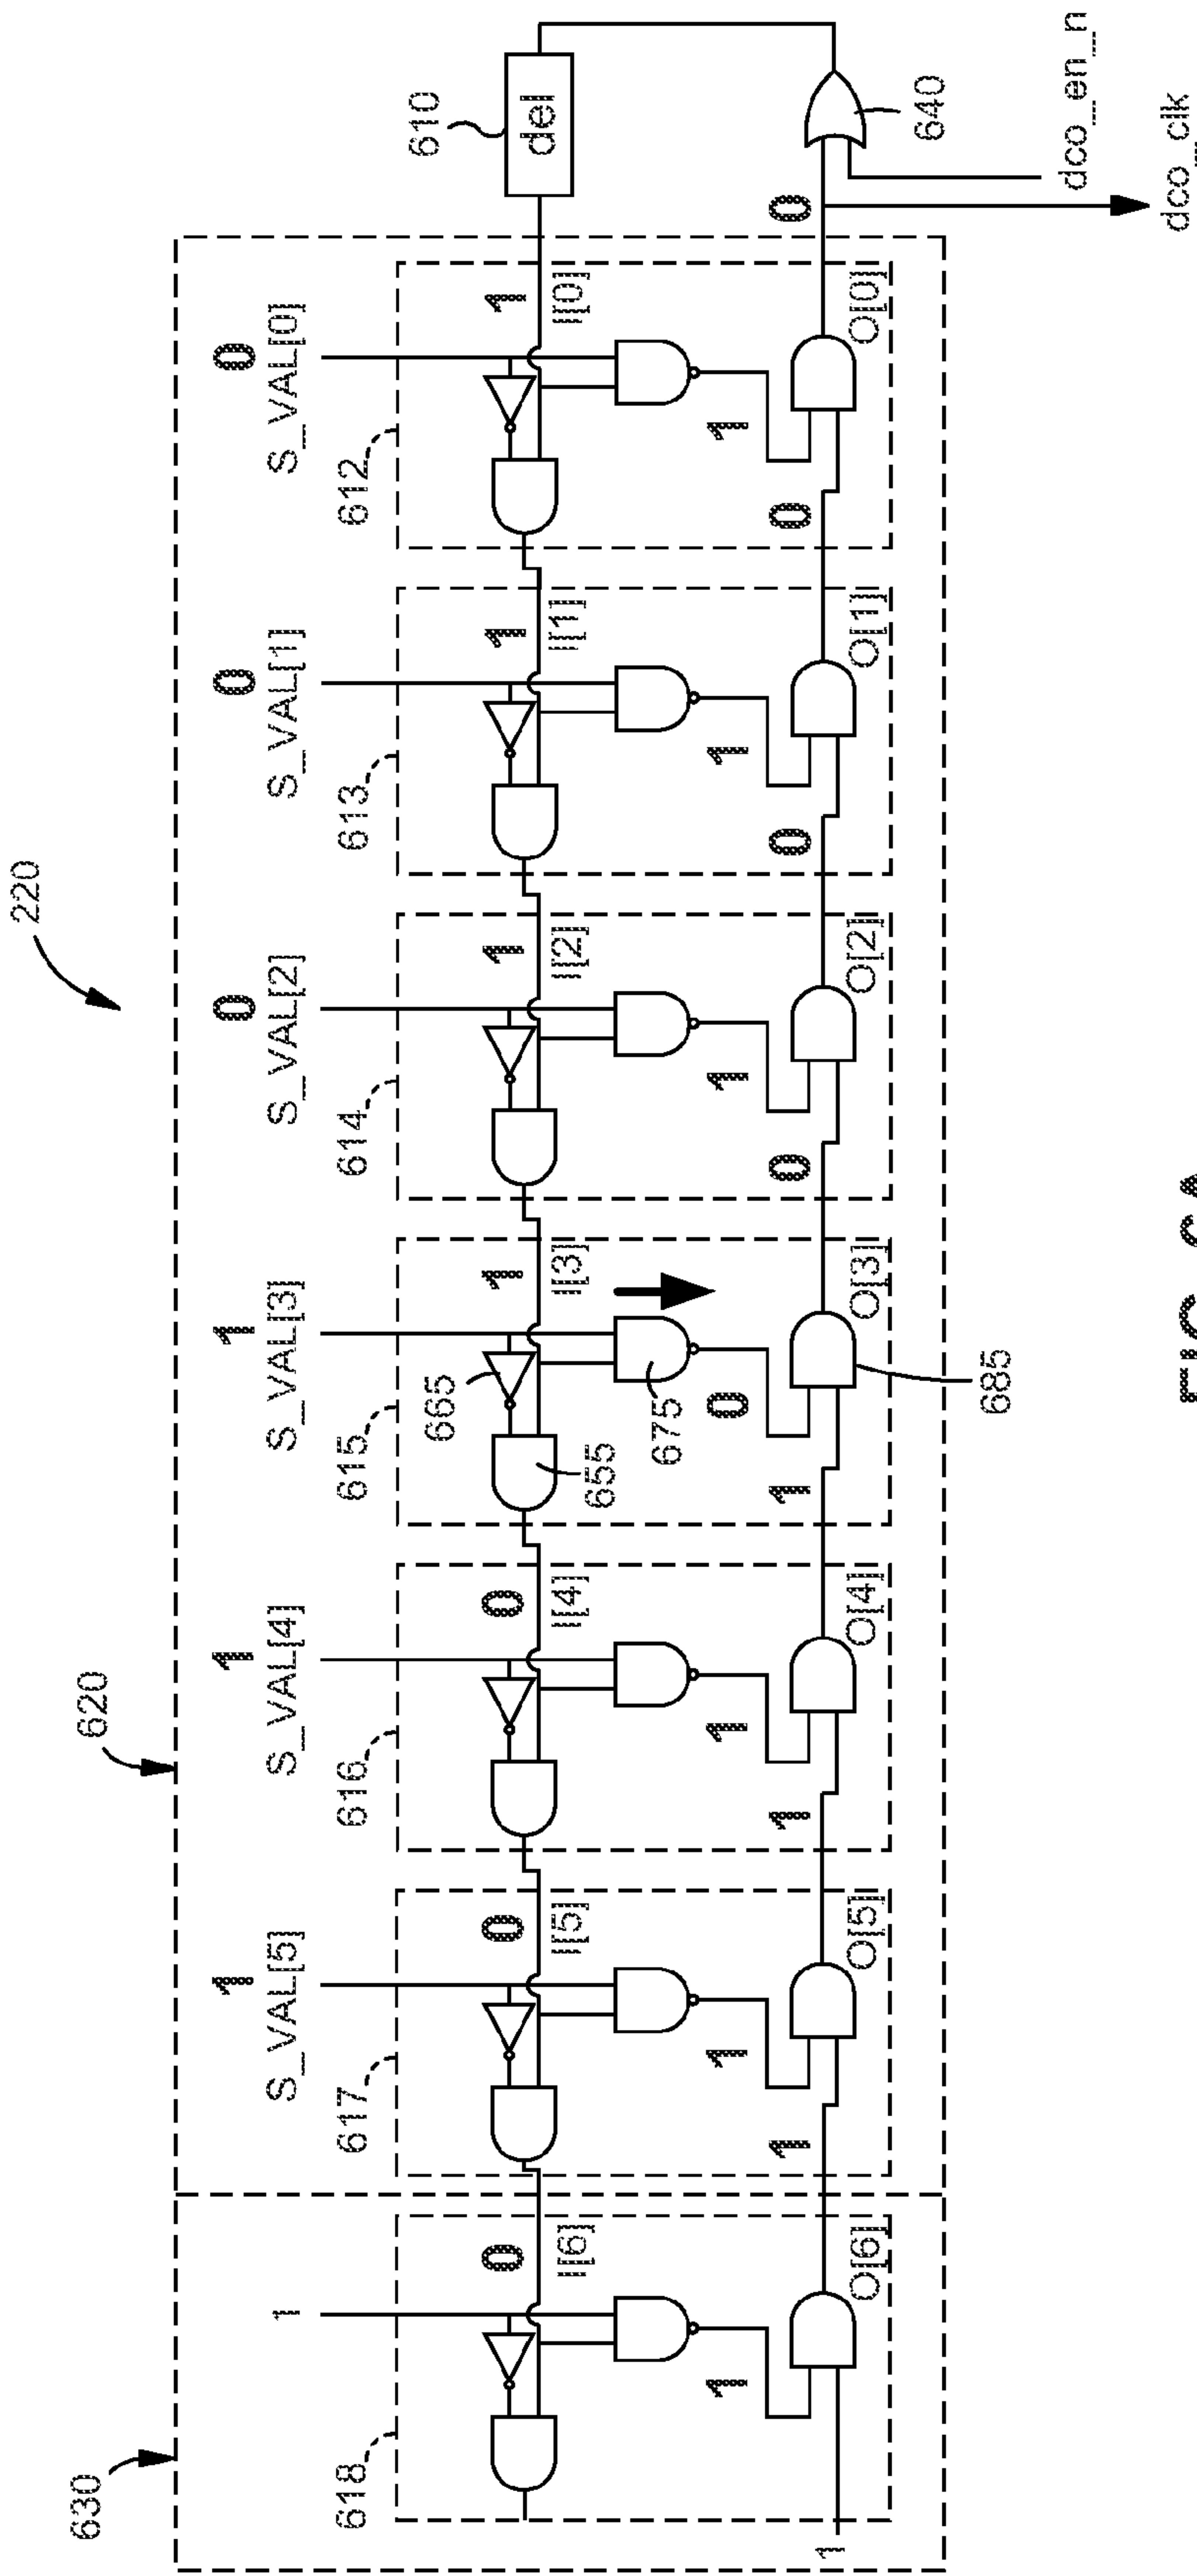 220
620
630
1
1
S_VAL[5]
1
S_VAL[4]
1
S_VAL[3]
0
S_VAL[2]
0
S_VAL[1]
0
S_VAL[0]
618
617
616
615
614
613
612
610
del
665
655
675
0
I[6]
0
I[5]
0
I[4]
1
I[3]
1
I[2]
1
I[1]
1
I[0]
1
1
1
0
1
1
1
1
1
1
1
0
0
0
0
O[6]
O[5]
O[4]
O[3]
O[2]
O[1]
O[0]
685
640
dco_en_n
dco_clk